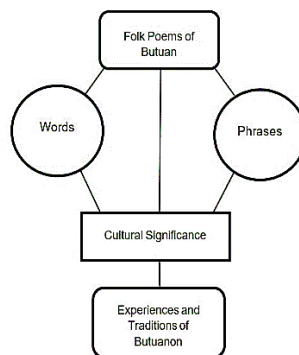 Folk Poems of
Butuan
Words
Phrases
Cultural Significance
Experiences and
Traditions of
Butuanon